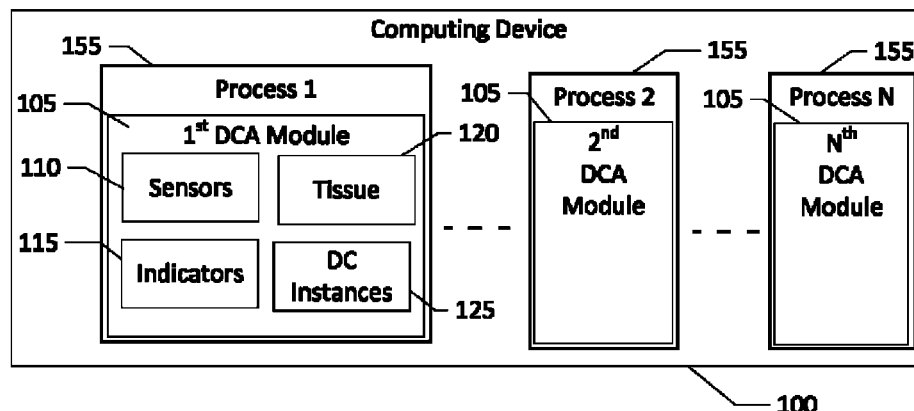 Computing Device
155
155
155
Process 1
105
105
Process 2
105
Process N
1st DCA Module
120
2nd
DCA
Module
Nth
DCA
Module
110
Sensors
Tissue
115
Indicators
DC
Instances
125
100